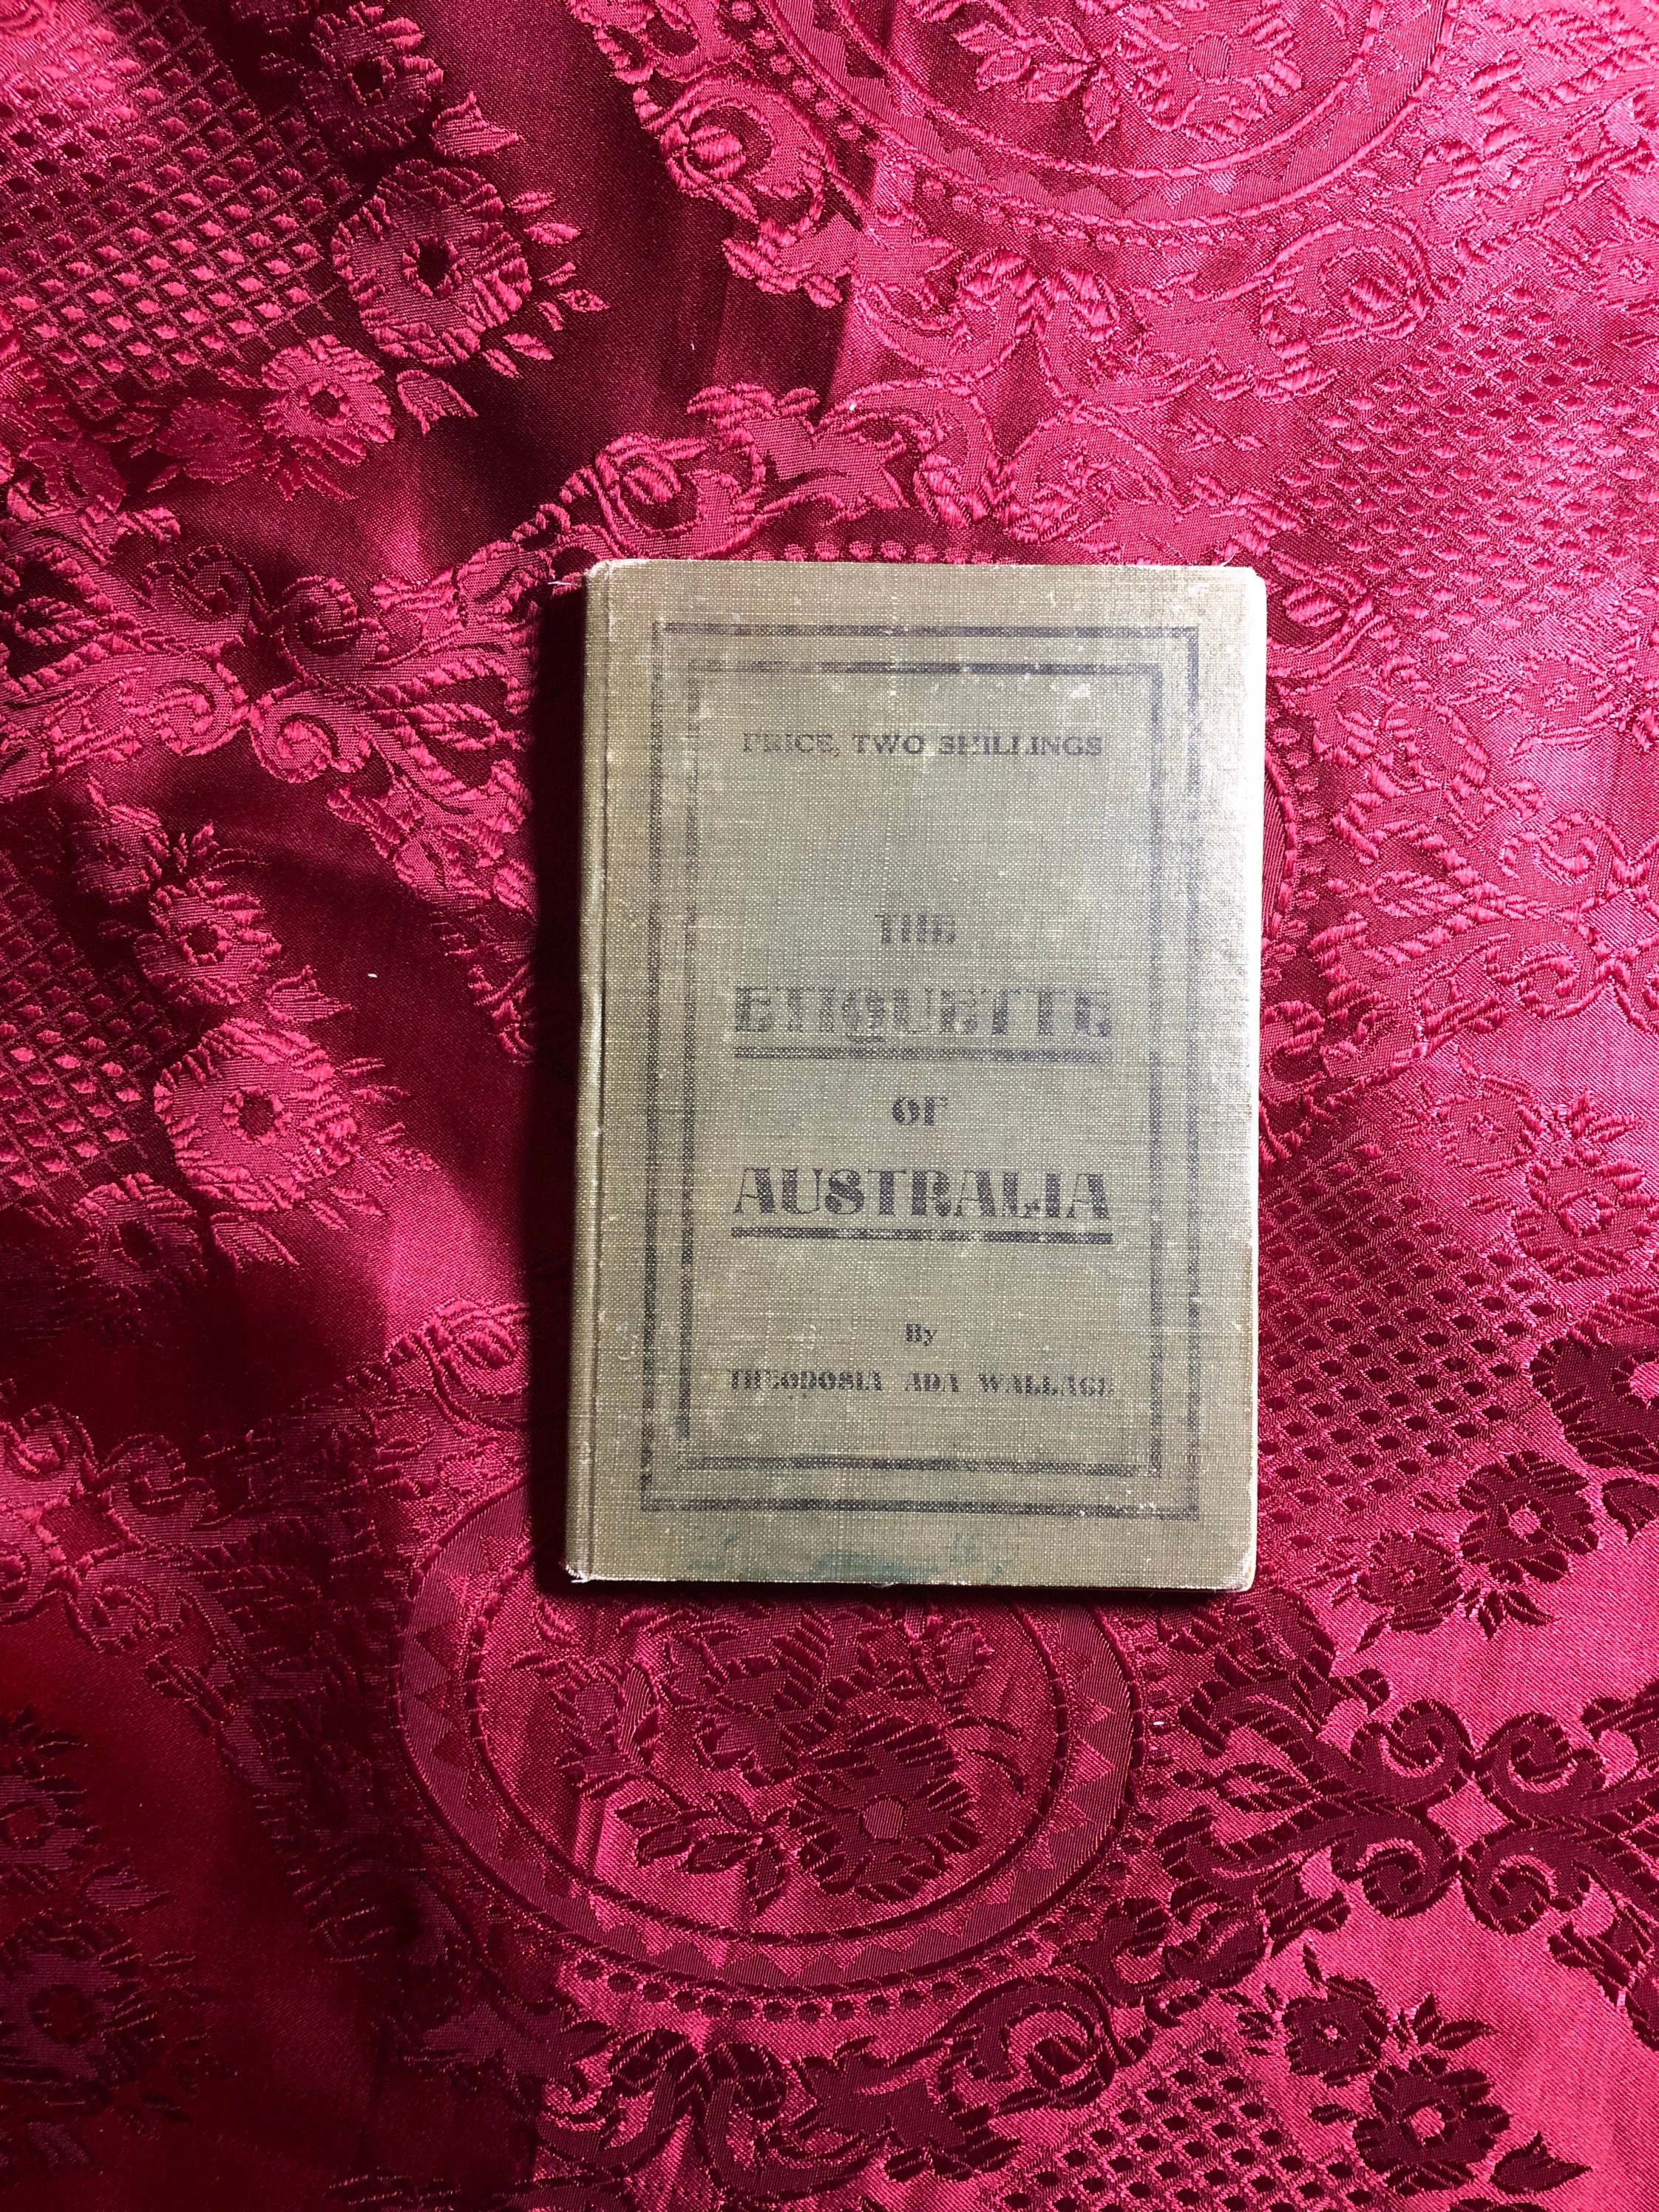 PRICE, TWO SHILLINGS
THE
ETIQUETTE
OF
AUSTRALIA
By
THEODOSIA ADA WALLACE